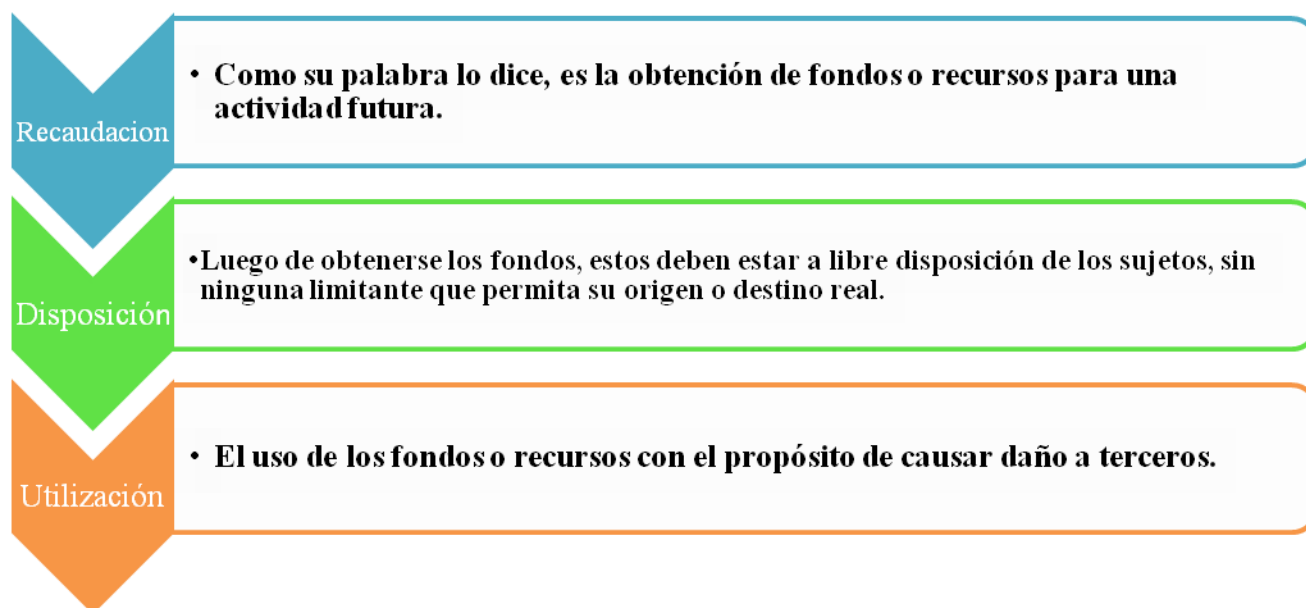 Recaudacion
• Como su palabra lo dice, es la obtención de fondos o recursos para una
actividad futura.
Disposición
•Luego de obtenerse los fondos, estos deben estar a libre disposición de los sujetos, sin
ninguna limitante que permita su origen o destino real.
Utilización
• El uso de los fondos o recursos con el propósito de causar daño a terceros.